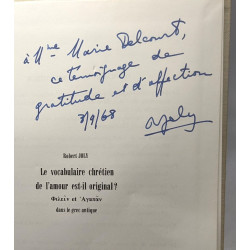 à Mme Marie Delcourt,
ce témoignage de
gratitude et d'affection
3/9/68
RJoly
Robert JOLY
Le vocabulaire chrétien
de l'amour est-il original ?
Φιλεῖν et Ἀγαπᾶν
dans le grec antique